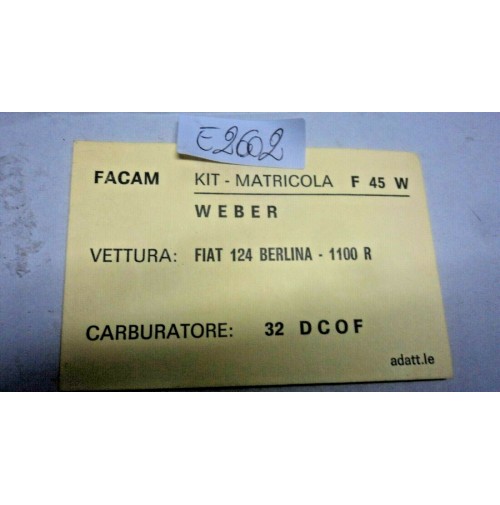 E2602
FACAM KIT - MATRICOLA F 45 W
WEBER
VETTURA: FIAT 124 BERLINA - 1100 R
CARBURATORE: 32 DCOF
adatt.le